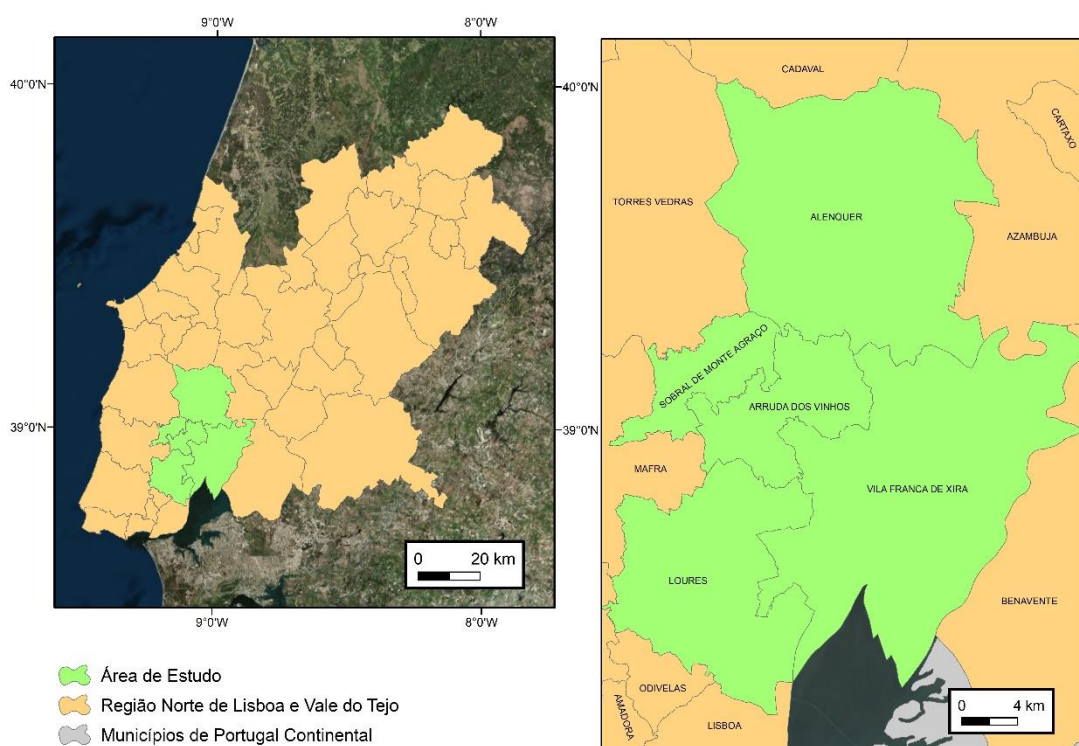 9°0'W
8°0'W
40°0'N
39°0'N
0 20 km
9°0'W
8°0'W
Área de Estudo
Região Norte de Lisboa e Vale do Tejo
Municípios de Portugal Continental
40°0'N
39°0'N
CADAVAL
CARTAXO
TORRES VEDRAS
ALENQUER
AZAMBUJA
SOBRAL DE MONTE AGRAÇO
ARRUDA DOS VINHOS
MAFRA
VILA FRANCA DE XIRA
LOURES
BENAVENTE
ODIVELAS
AMADORA
LISBOA
0 4 km